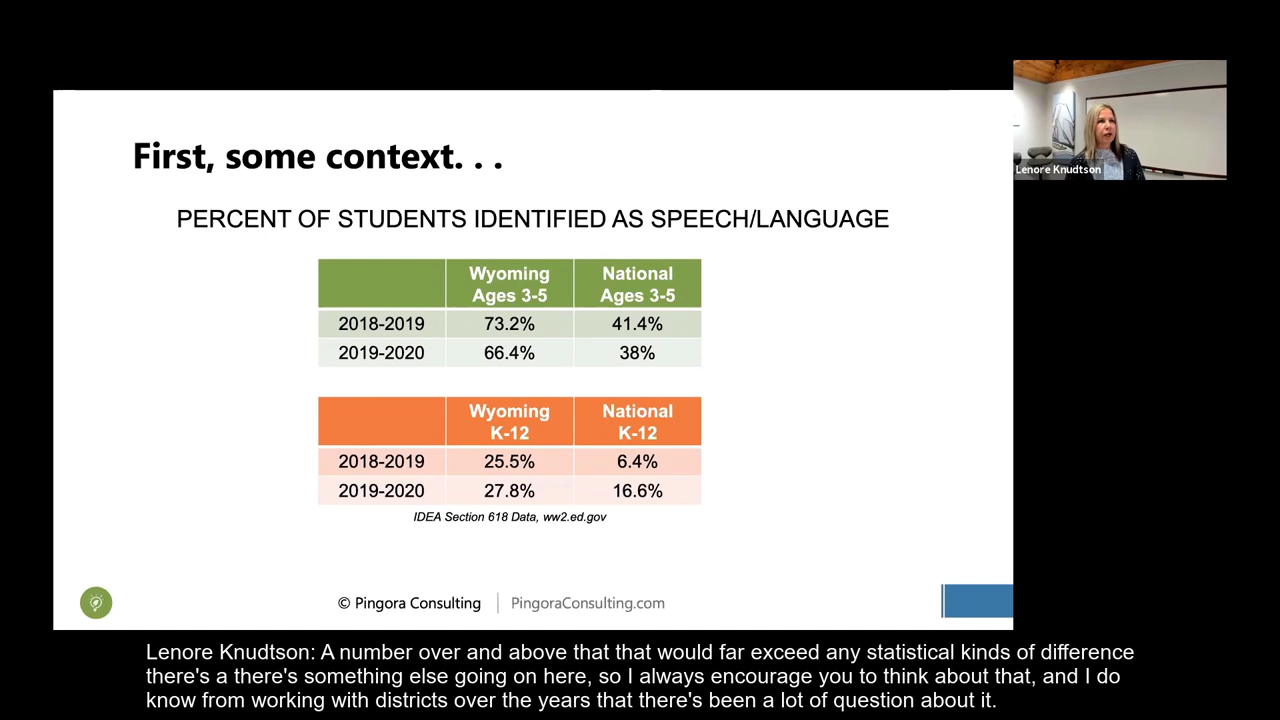 First, some context. . .
PERCENT OF STUDENTS IDENTIFIED AS SPEECH/LANGUAGE
Wyoming Ages 3-5 National Ages 3-5
2018-2019 73.2% 41.4%
2019-2020 66.4% 38%
Wyoming K-12 National K-12
2018-2019 25.5% 6.4%
2019-2020 27.8% 16.6%
IDEA Section 618 Data, ww2.ed.gov
© Pingora Consulting PingoraConsulting.com
Lenore Knudtson
Lenore Knudtson: A number over and above that that would far exceed any statistical kinds of difference
there's a there's something else going on here, so I always encourage you to think about that, and I do
know from working with districts over the years that there's been a lot of question about it.